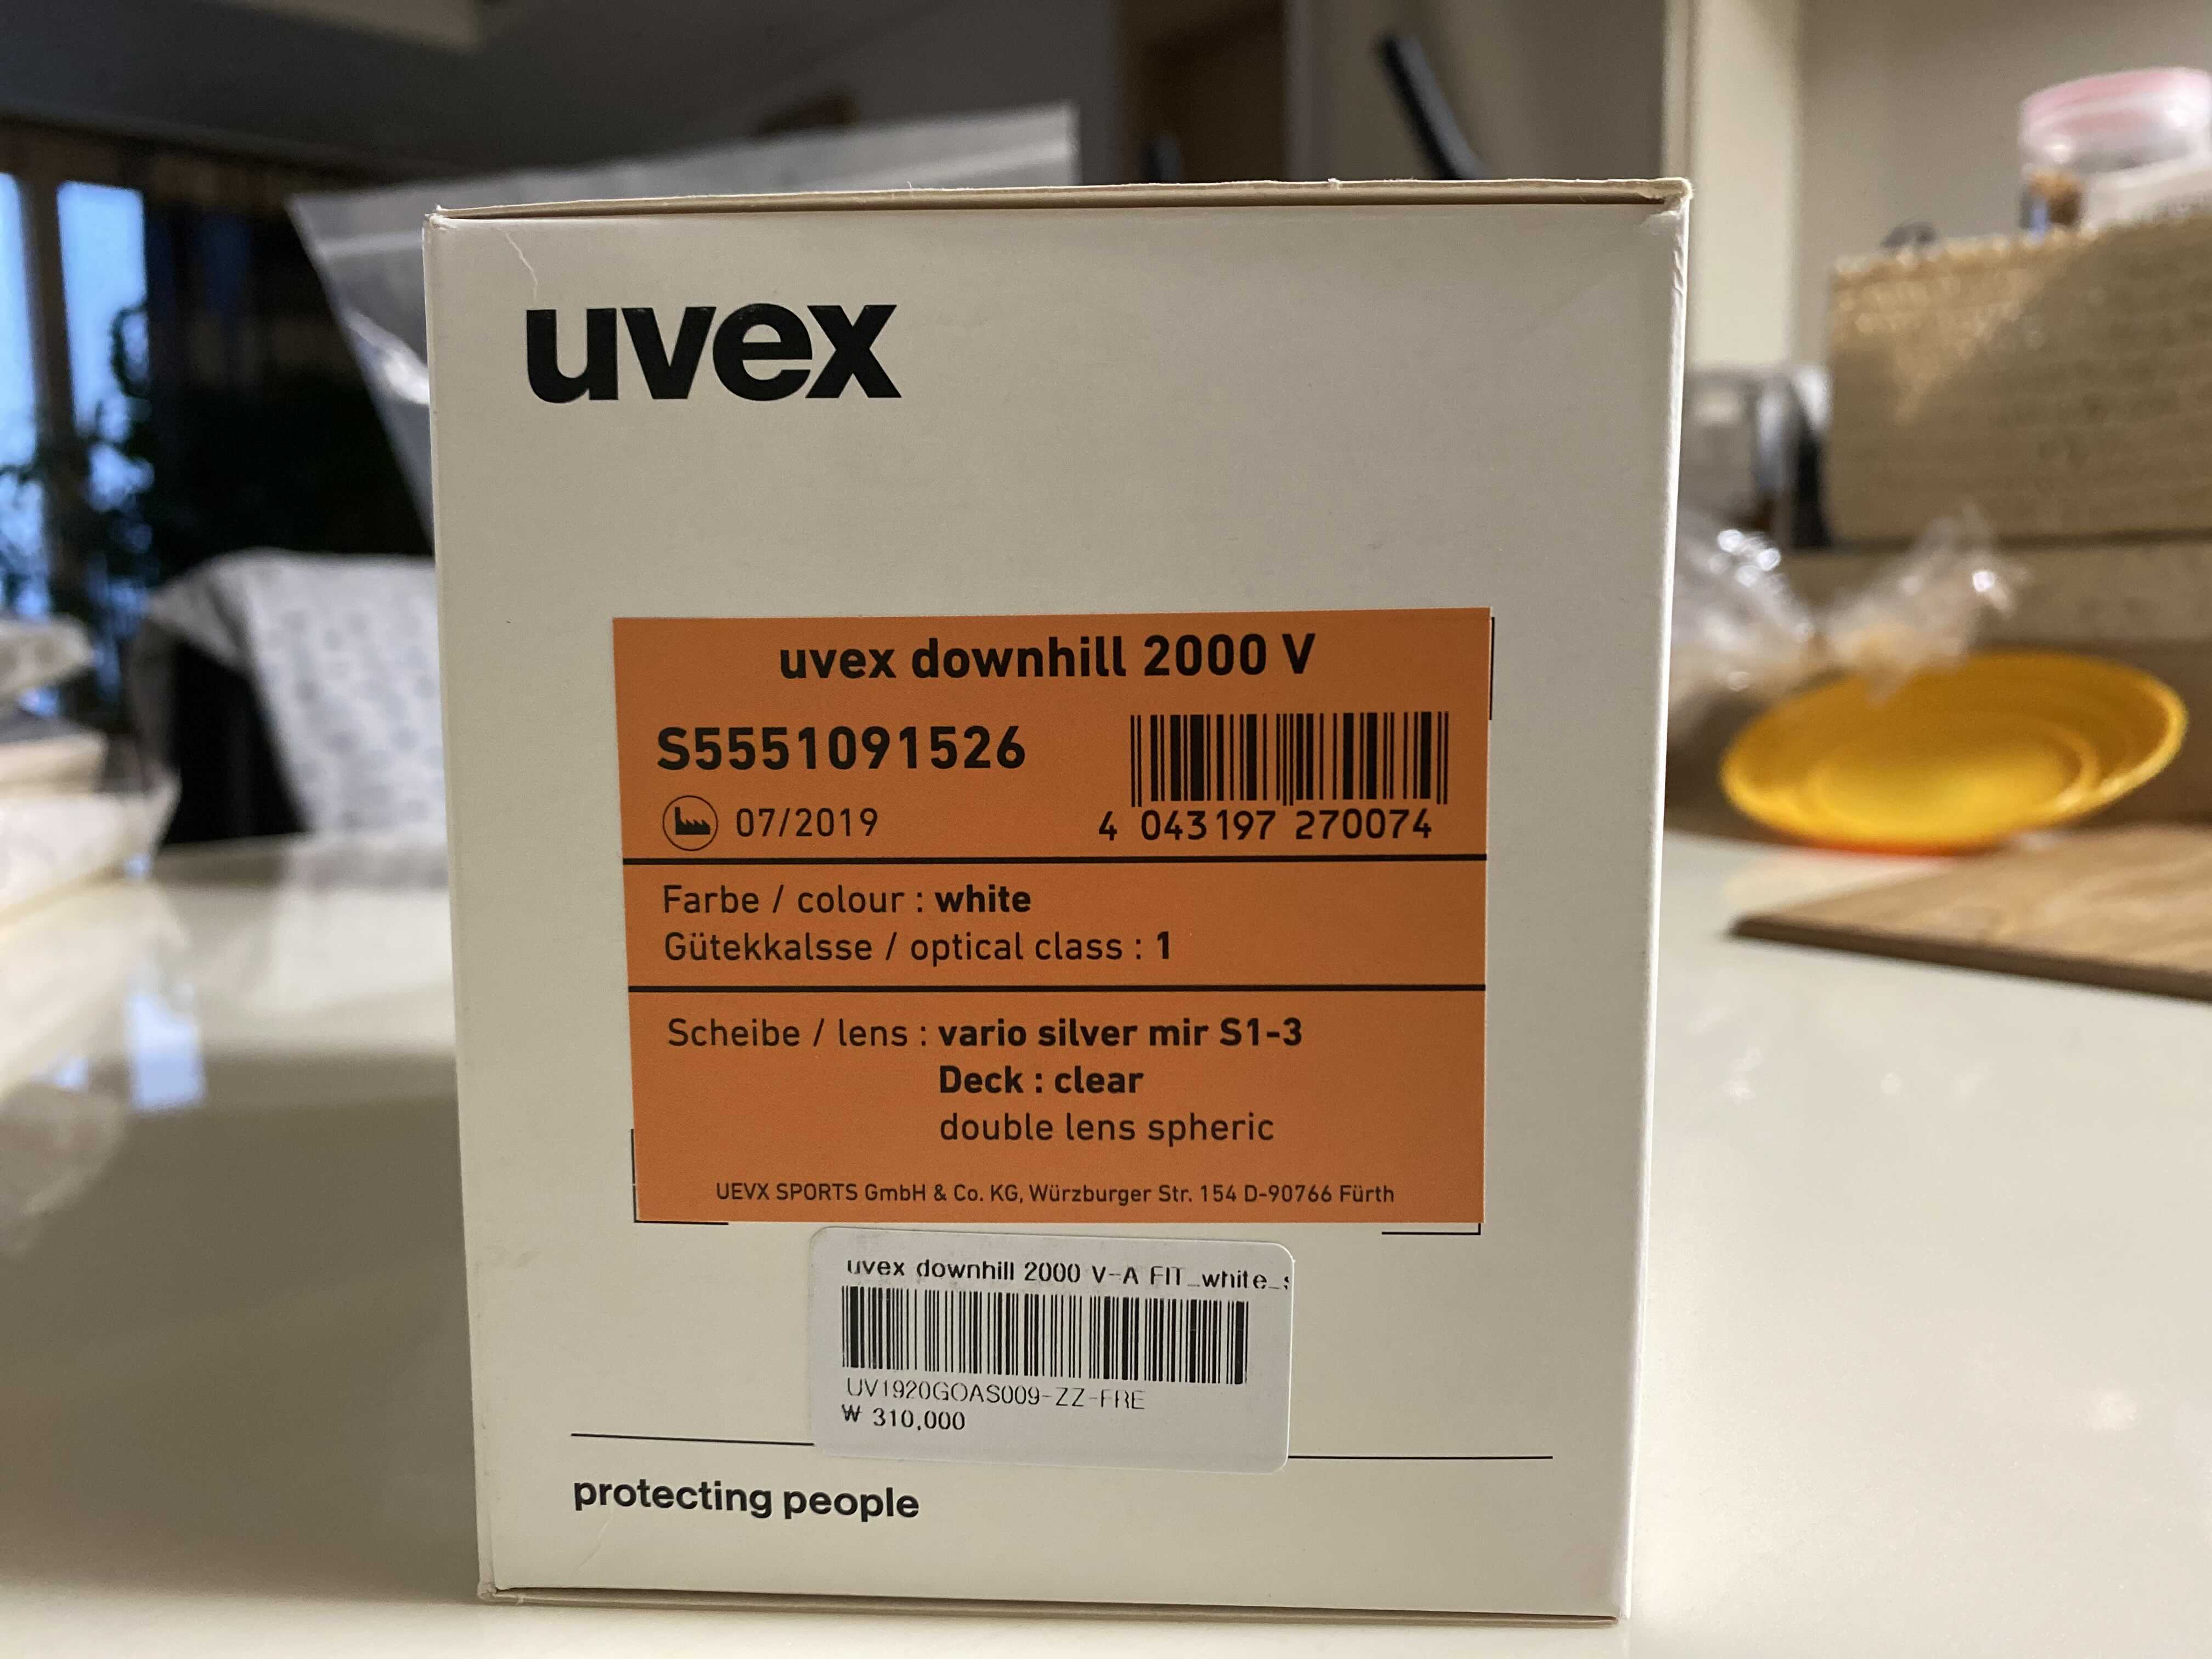 uvex
uvex downhill 2000 V
S5551091526
07/2019
4 043197 270074
Farbe / colour : white
Gütekkalsse / optical class : 1
Scheibe / lens : vario silver mir S1-3
Deck : clear
double lens spheric
UEVX SPORTS GmbH & Co. KG, Würzburger Str. 154 D-90766 Fürth
uvex downhill 2000 V-A FIT_white_s
UV1920GOAS009-ZZ-FRE
₩ 310,000
protecting people